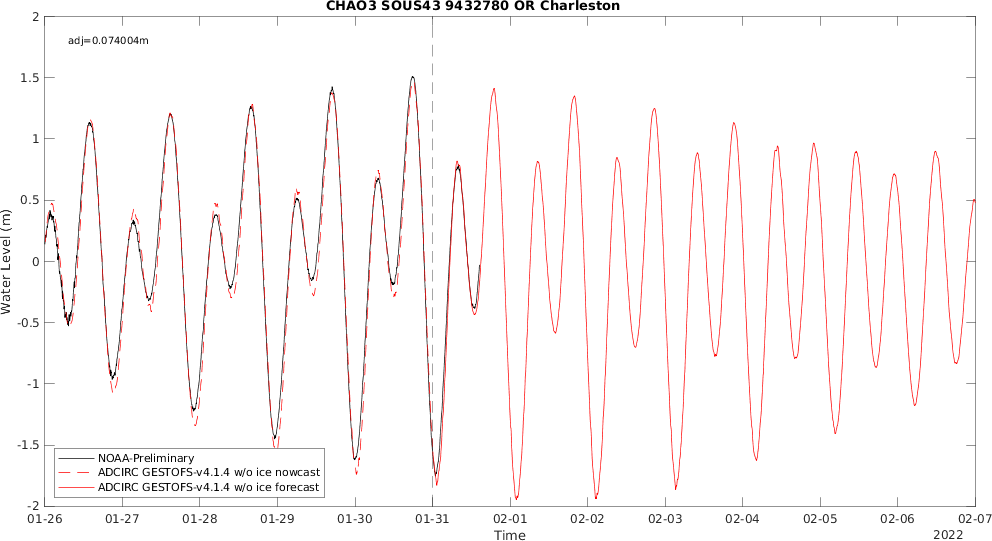 CHAO3 SOUS43 9432780 OR Charleston
adj=0.074004m
2
1.5
1
0.5
0
-0.5
-1
-1.5
-2
Water Level (m)
NOAA-Preliminary
ADCIRC GESTOFS-v4.1.4 w/o ice nowcast
ADCIRC GESTOFS-v4.1.4 w/o ice forecast
01-26 01-27 01-28 01-29 01-30 01-31 02-01 02-02 02-03 02-04 02-05 02-06 02-07
Time
2022